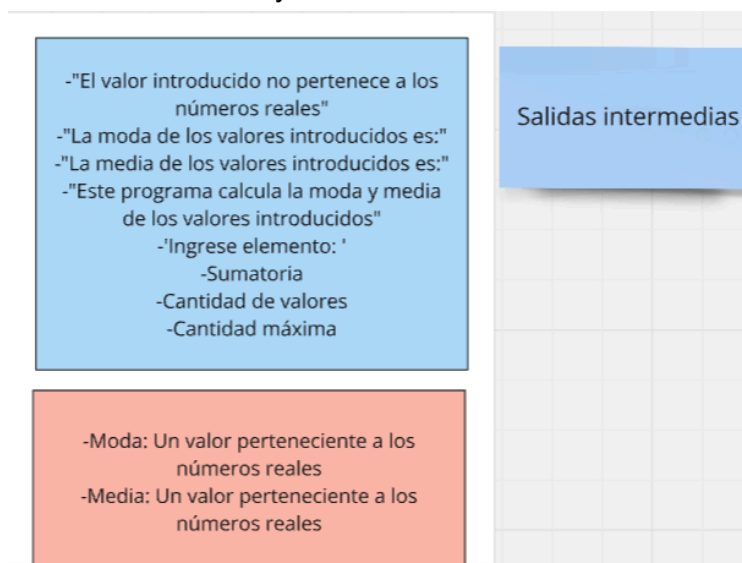 -"El valor introducido no pertenece a los
números reales"
-"La moda de los valores introducidos es:"
-"La media de los valores introducidos es:"
-"Este programa calcula la moda y media
de los valores introducidos"
-'Ingrese elemento: '
-Sumatoria
-Cantidad de valores
-Cantidad máxima
Salidas intermedias
-Moda: Un valor perteneciente a los
números reales
-Media: Un valor perteneciente a los
números reales